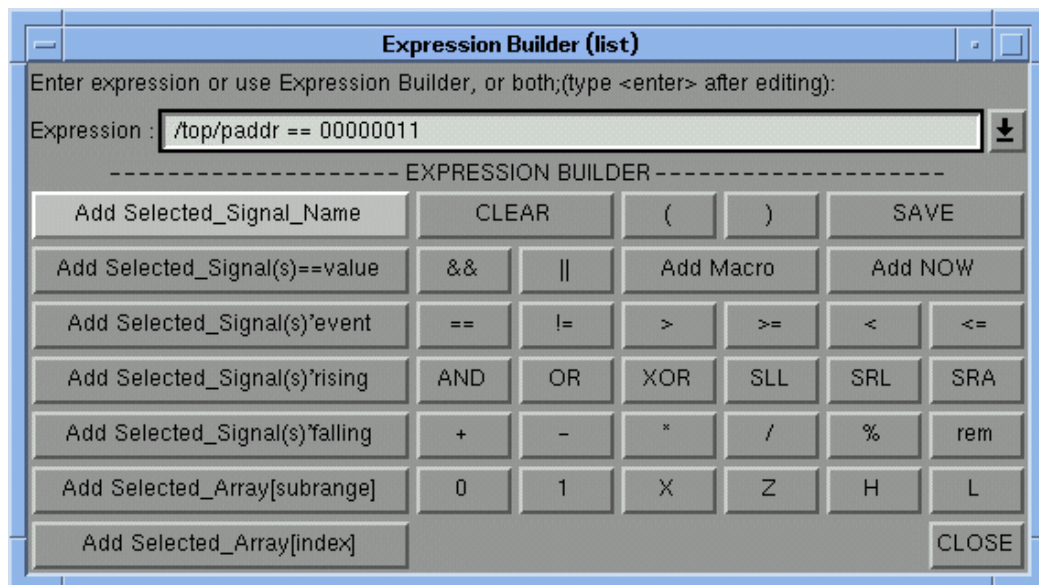 Expression Builder (list)
Enter expression or use Expression Builder, or both;(type <enter> after editing):
Expression : /top/paddr == 00000011
--------------------EXPRESSION BUILDER--------------------
Add Selected_Signal_Name CLEAR ( ) SAVE
Add Selected_Signal(s)==value && || Add Macro Add NOW
Add Selected_Signal(s)'event == != > >= < <=
Add Selected_Signal(s)'rising AND OR XOR SLL SRL SRA
Add Selected_Signal(s)'falling + - * / % rem
Add Selected_Array[subrange] 0 1 X Z H L
Add Selected_Array[index] CLOSE